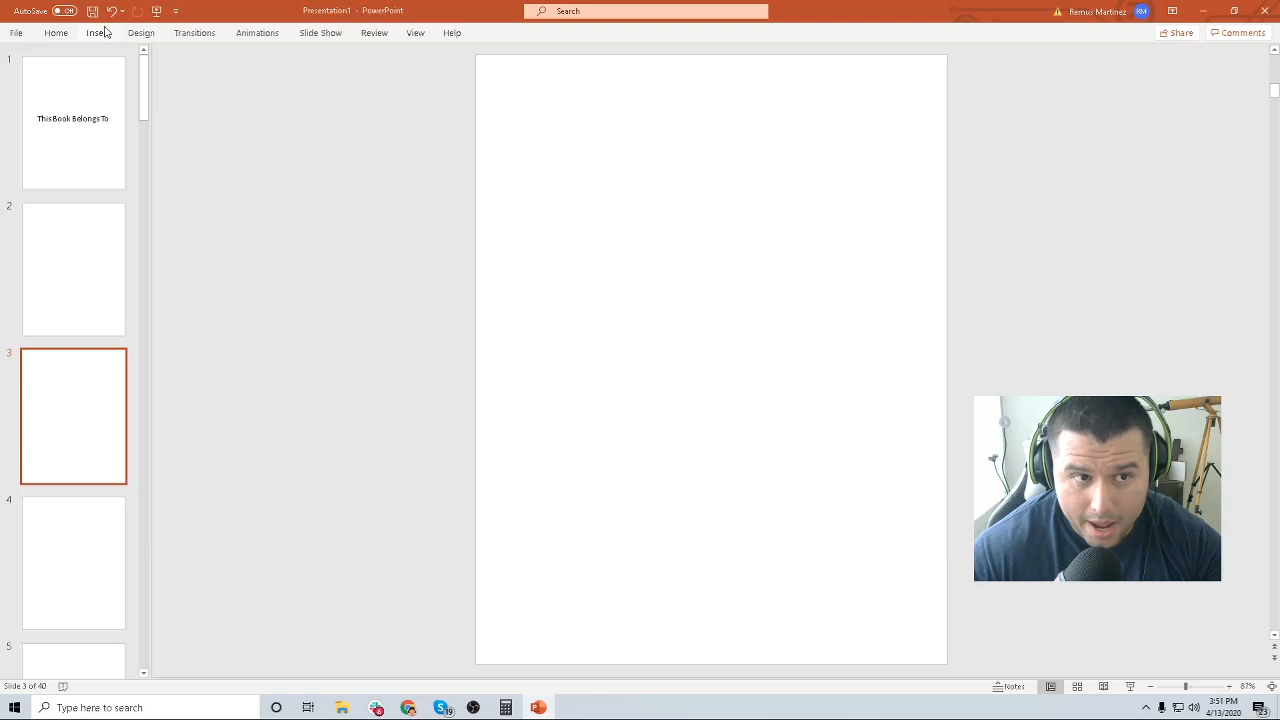 AutoSave Off
Presentation1 - PowerPoint
Search
Remus Martinez RM
File Home Insert Design Transitions Animations Slide Show Review View Help
Share Comments
1
This Book Belongs To
2
3
4
5
Slide 3 of 40
Notes
87%
Type here to search
3:51 PM
4/13/2020
23